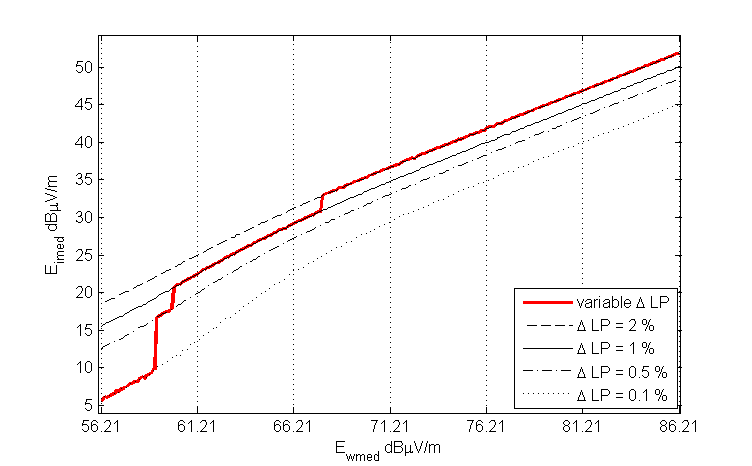 50
45
40
35
30
25
20
15
10
5
E_imed dBμV/m
56.21 61.21 66.21 71.21 76.21 81.21 86.21
E_wmed dBμV/m
variable Δ LP
Δ LP = 2 %
Δ LP = 1 %
Δ LP = 0.5 %
Δ LP = 0.1 %